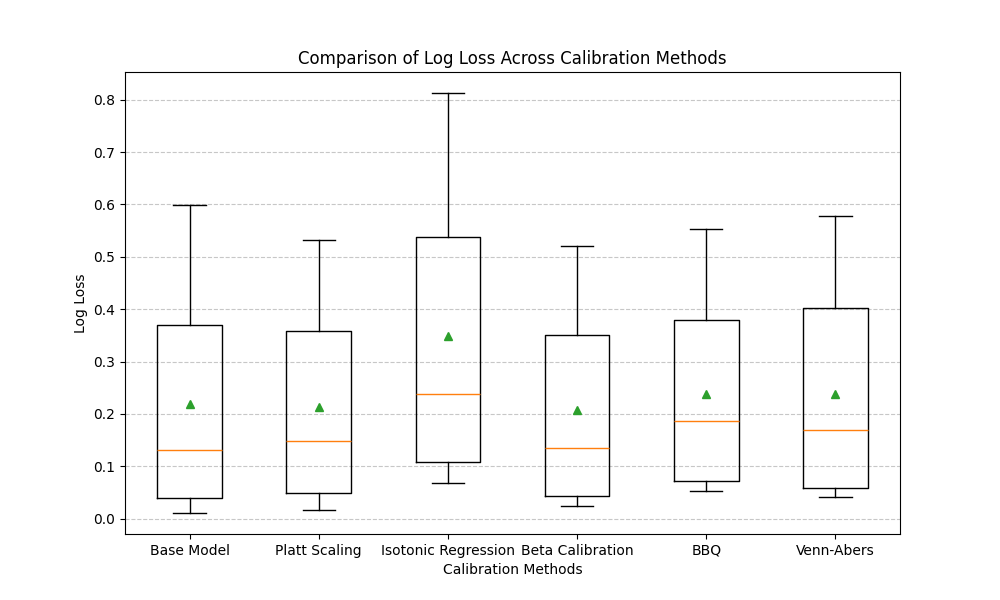 Comparison of Log Loss Across Calibration Methods
Log Loss
0.8
0.7
0.6
0.5
0.4
0.3
0.2
0.1
0.0
Base Model Platt Scaling Isotonic Regression Beta Calibration BBQ Venn-Abers
Calibration Methods